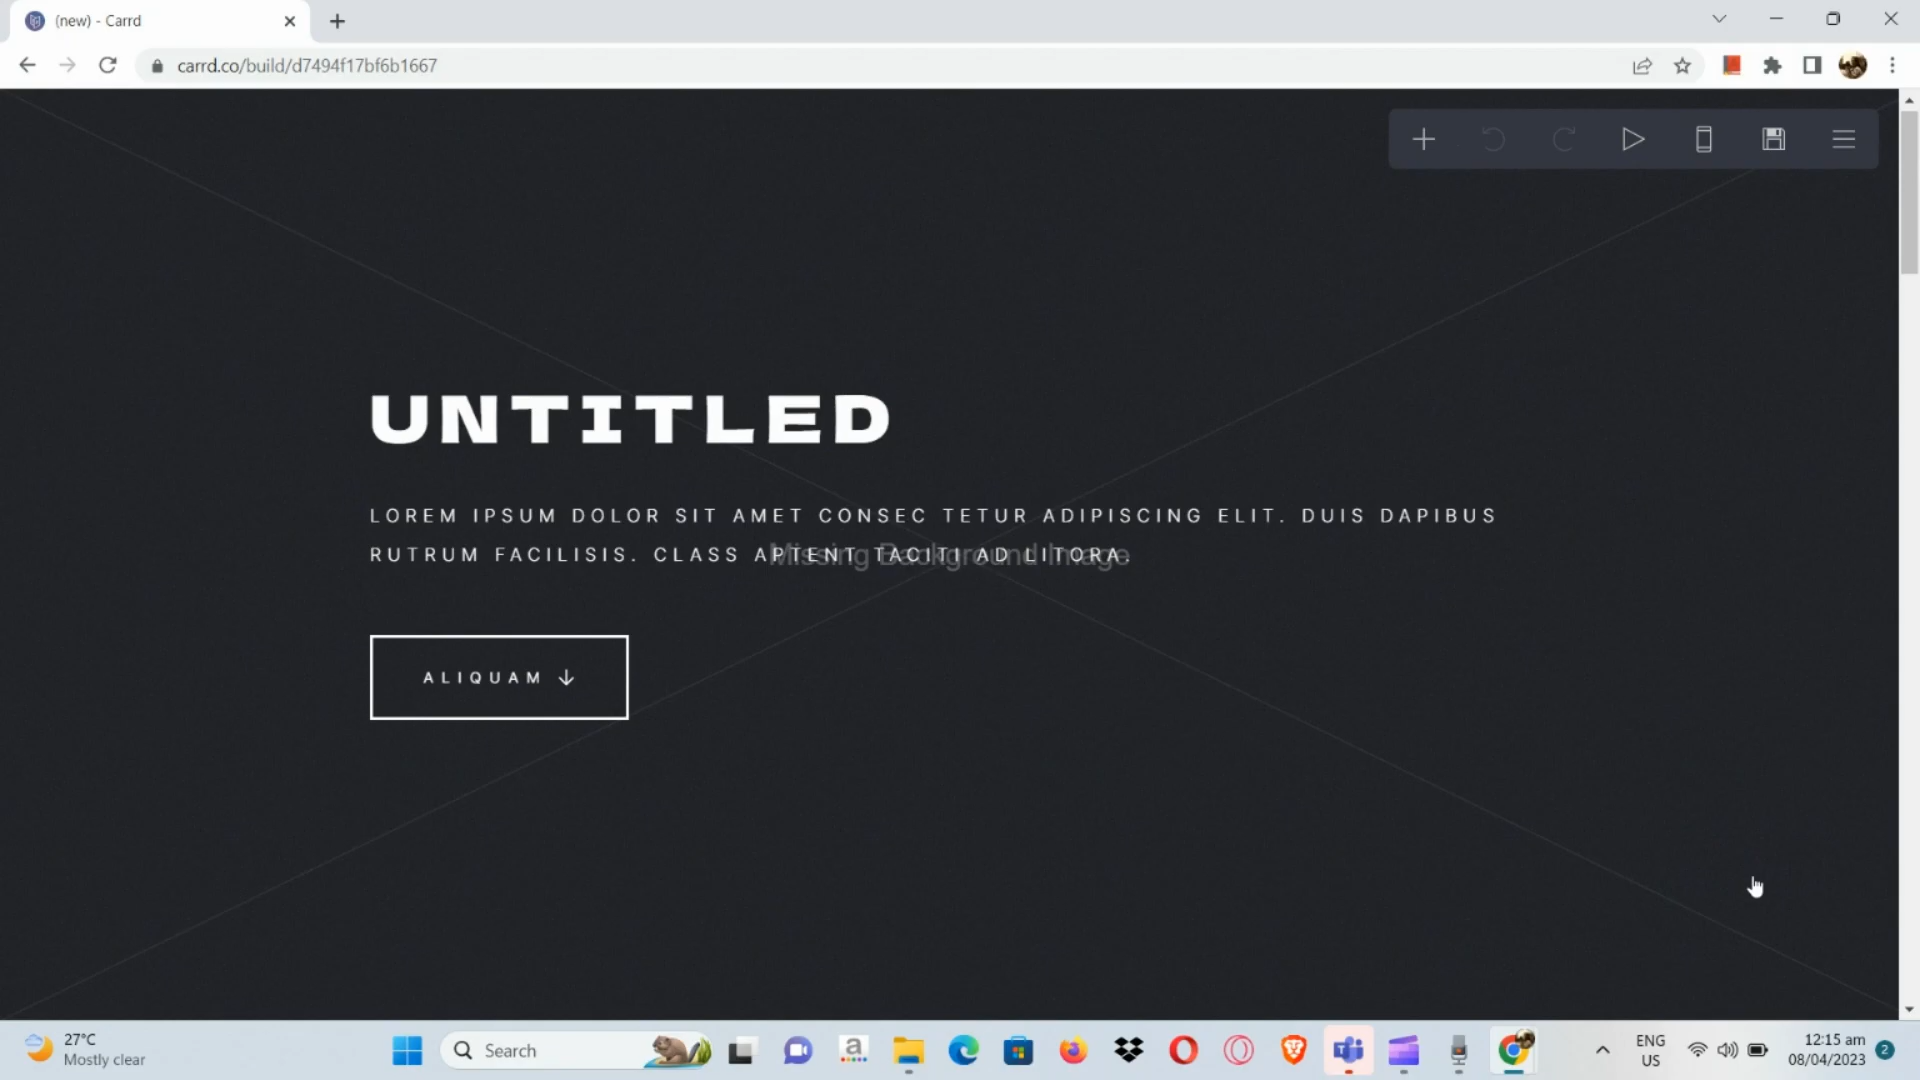 (new) - Carrd
carrd.co/build/d7494f17bf6b1667
UNTITLED
LOREM IPSUM DOLOR SIT AMET CONSEC TETUR ADIPISCING ELIT. DUIS DAPIBUS
RUTRUM FACILISIS. CLASS APTENT TACITI AD LITORA.
Missing Background Image
ALIQUAM ↓
27°C
Mostly clear
Search
ENG
US
12:15 am
08/04/2023
2